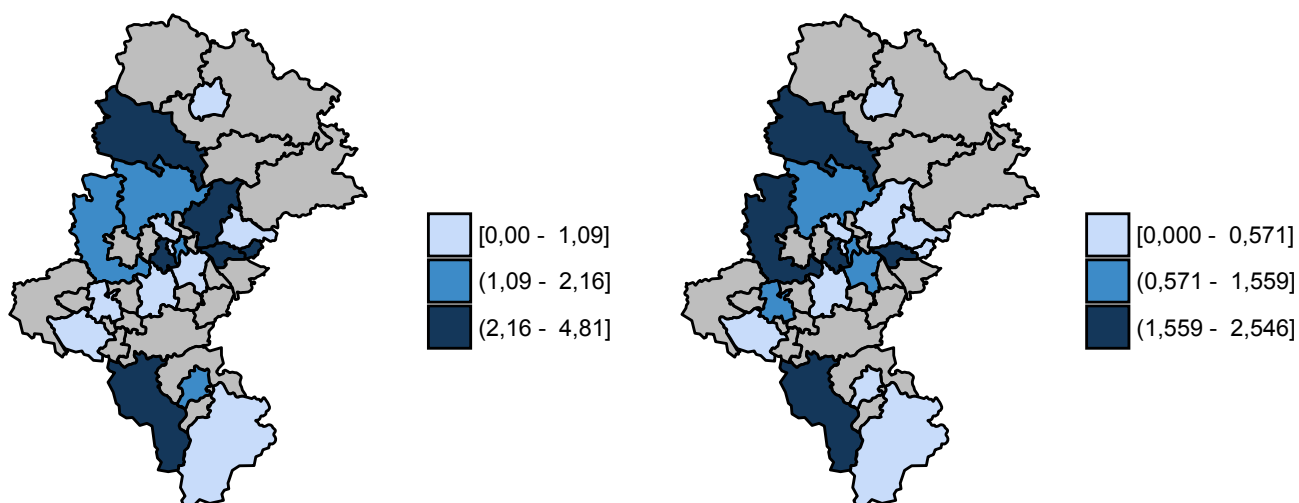 [0,00 - 1,09]
(1,09 - 2,16]
(2,16 - 4,81]
[0,000 - 0,571]
(0,571 - 1,559]
(1,559 - 2,546]